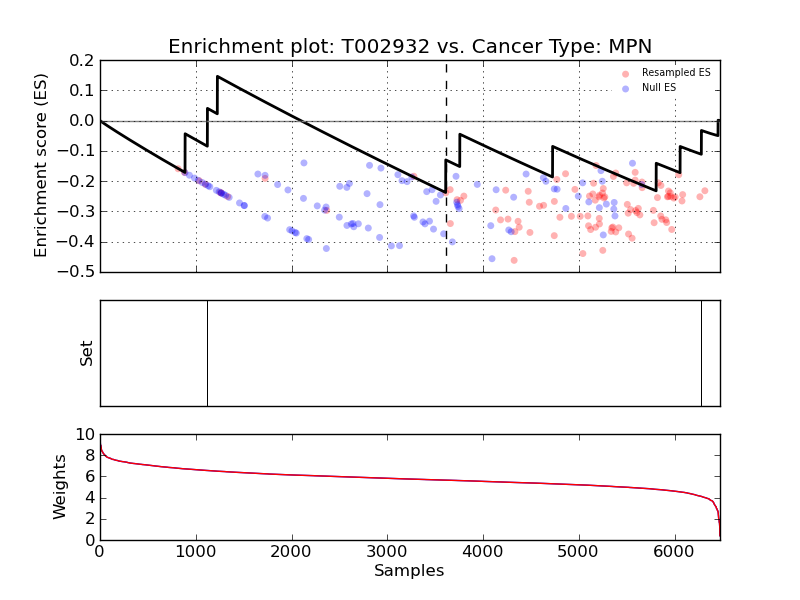 Enrichment plot: T002932 vs. Cancer Type: MPN
Enrichment score (ES)
0.2
0.1
0.0
−0.1
−0.2
−0.3
−0.4
−0.5
Resampled ES
Null ES
Set
Weights
10
8
6
4
2
0
0 1000 2000 3000 4000 5000 6000
Samples